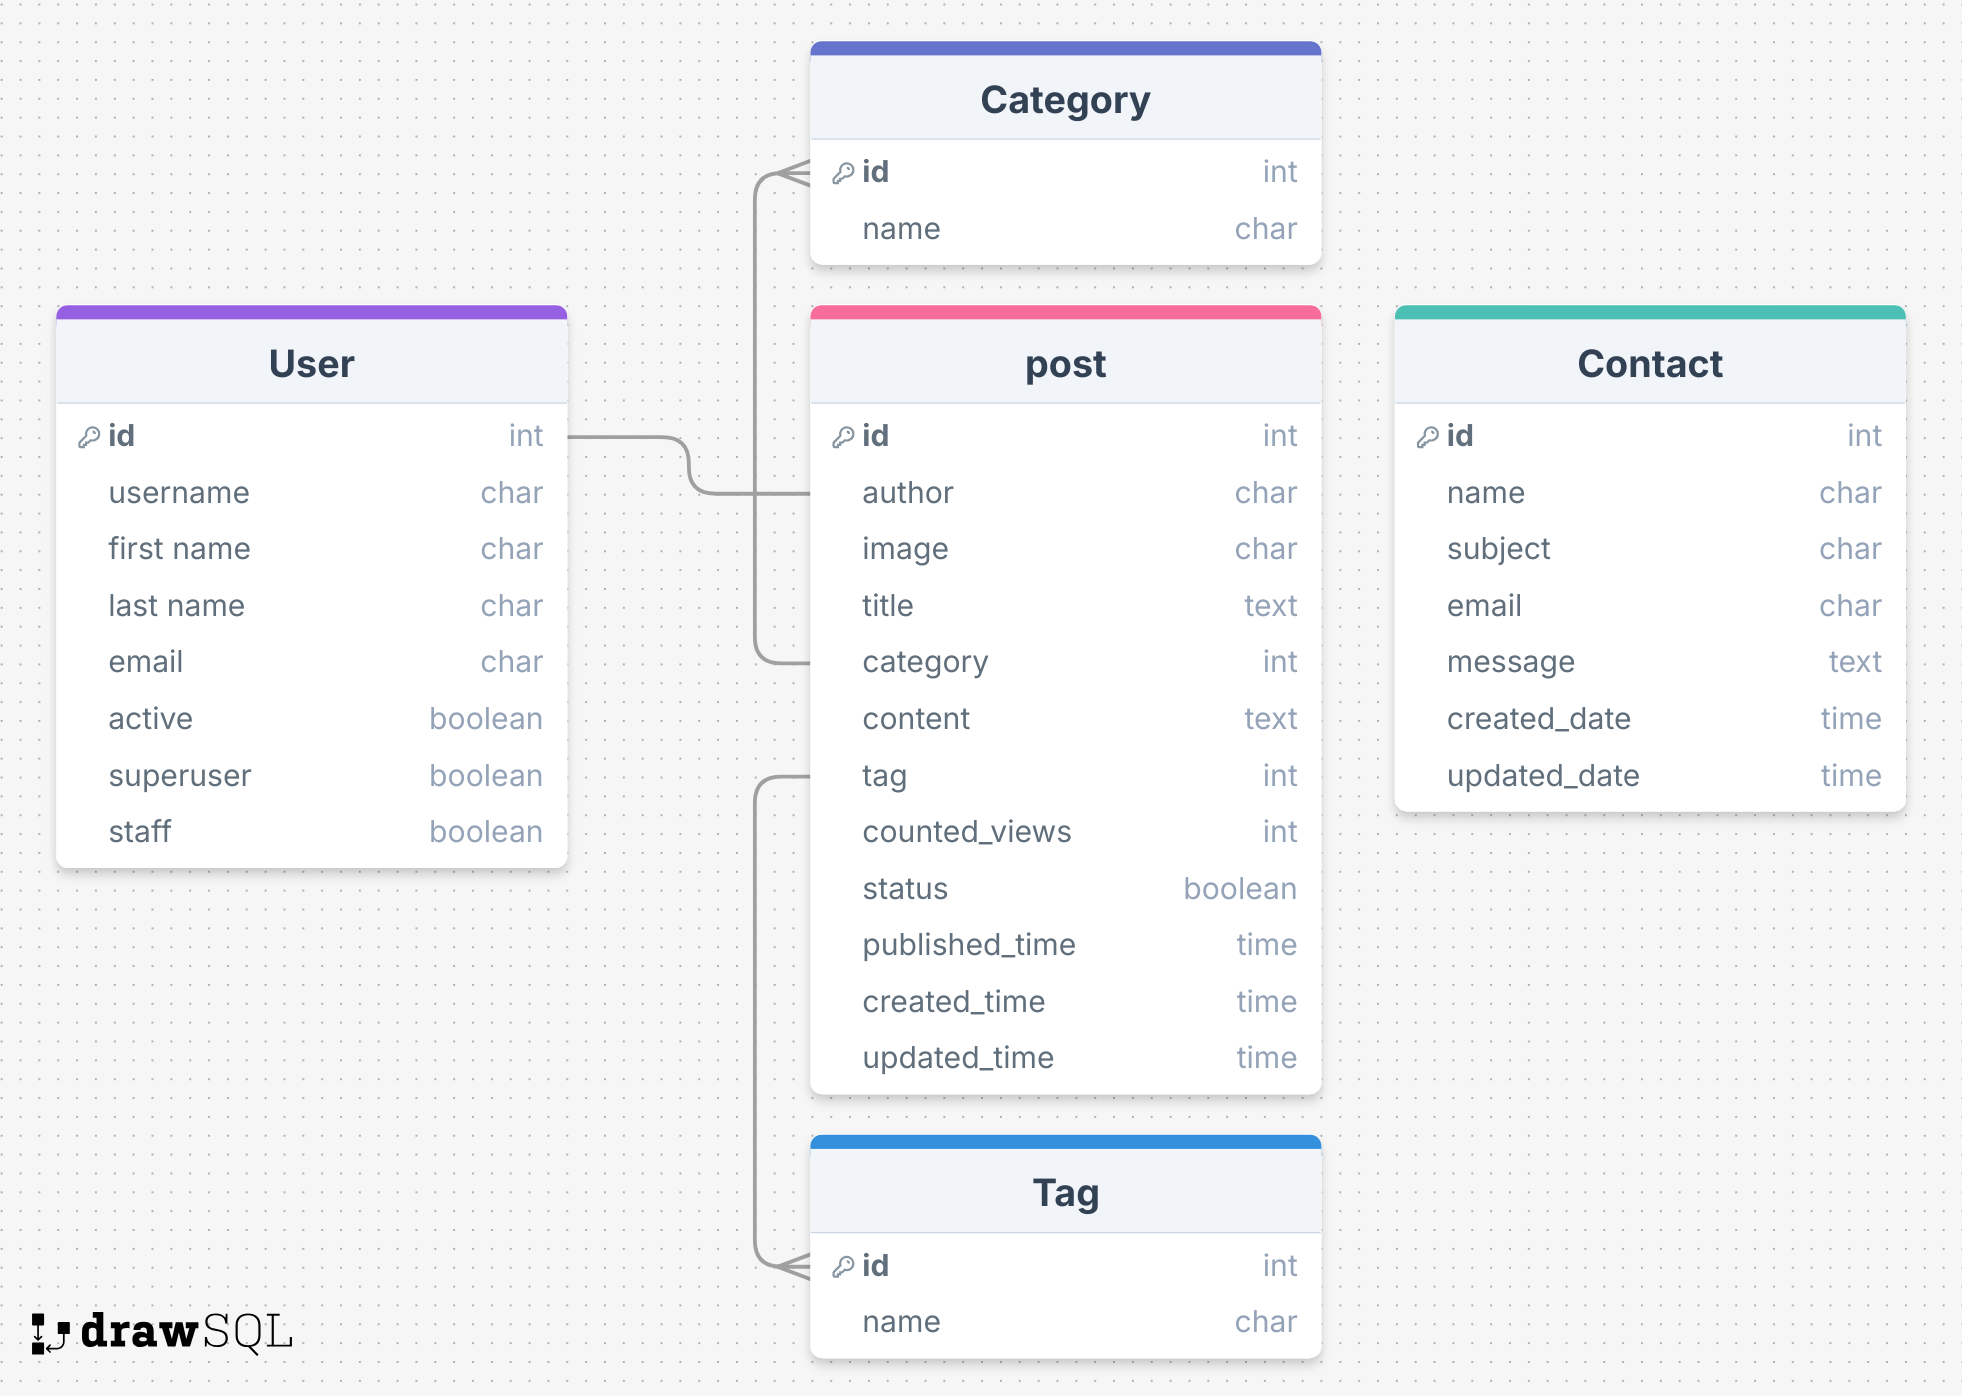 Category
id int
name char
User
id int
username char
first name char
last name char
email char
active boolean
superuser boolean
staff boolean
post
id int
author char
image char
title text
category int
content text
tag int
counted_views int
status boolean
published_time time
created_time time
updated_time time
Contact
id int
name char
subject char
email char
message text
created_date time
updated_date time
Tag
id int
name char
drawSQL